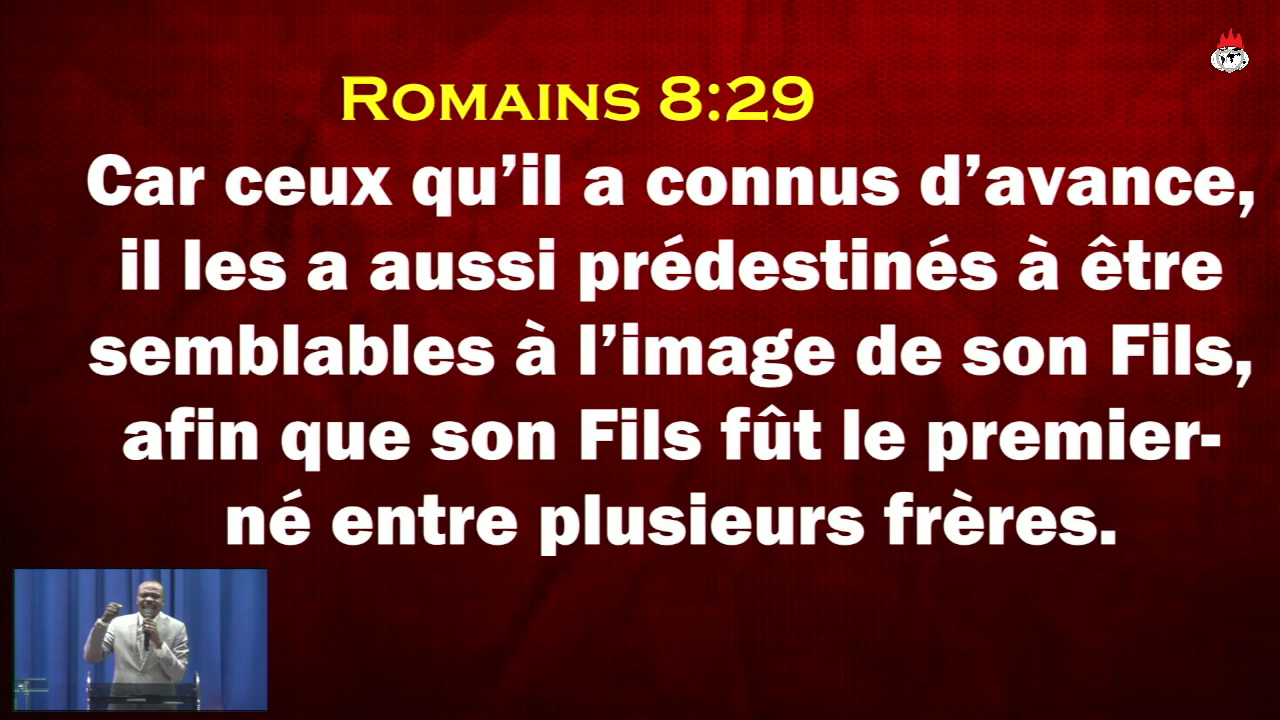 Romains 8:29
Car ceux qu’il a connus d’avance,
il les a aussi prédestinés à être
semblables à l’image de son Fils,
afin que son Fils fût le premier-
né entre plusieurs frères.